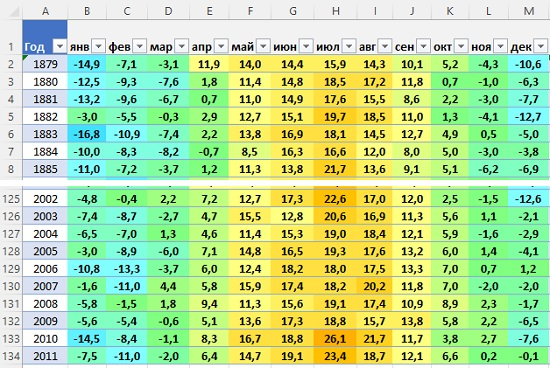 A B C D E F G H I J K L M
1 Год янв фев мар апр май июн июл авг сен окт ноя дек
2 1879 -14,9 -7,1 -3,1 11,9 14,0 14,4 15,9 14,3 10,1 5,2 -4,3 -10,6
3 1880 -12,5 -9,3 -7,6 1,8 11,4 14,8 18,5 17,2 11,8 0,7 -1,0 -6,3
4 1881 -13,2 -9,6 -6,7 0,7 11,0 14,9 17,6 15,5 8,6 2,2 -3,0 -7,7
5 1882 -3,0 -5,5 -0,3 2,9 12,7 15,1 19,7 18,5 11,0 1,3 -4,1 -12,7
6 1883 -16,8 -10,9 -7,4 2,2 13,8 16,9 18,1 14,5 12,7 4,9 0,5 -5,0
7 1884 -10,0 -8,3 -8,2 -0,7 8,5 16,3 16,6 12,0 8,0 5,0 -3,0 -3,8
8 1885 -11,0 -7,2 -3,7 1,2 11,3 13,8 21,7 13,6 9,1 5,1 -6,2 -6,9
125 2002 -4,8 -0,4 2,2 7,2 12,7 17,3 22,6 17,0 12,0 2,5 -1,5 -12,6
126 2003 -7,4 -8,7 -2,7 4,7 15,5 12,8 20,6 16,9 11,3 5,6 1,1 -2,1
127 2004 -6,5 -7,0 1,3 4,6 11,4 15,3 19,0 18,4 12,1 5,9 -1,6 -2,9
128 2005 -3,0 -8,9 -6,0 7,1 14,8 16,5 19,3 17,6 13,2 6,0 1,4 -4,1
129 2006 -10,8 -13,3 -3,7 6,0 12,4 18,2 18,0 17,5 13,3 7,0 0,7 1,2
130 2007 -1,6 -11,0 4,4 5,8 15,9 17,4 18,2 20,2 11,8 7,0 -2,0 -2,0
131 2008 -5,8 -1,5 1,8 9,4 11,3 15,6 19,1 17,4 10,9 8,9 2,3 -1,7
132 2009 -5,6 -5,4 -0,6 5,1 13,6 17,3 18,8 15,7 13,8 5,8 2,2 -6,5
133 2010 -14,5 -8,4 -1,1 8,3 16,7 18,8 26,1 21,7 11,7 3,8 2,7 -7,6
134 2011 -7,5 -11,0 -2,0 6,4 14,7 19,1 23,4 18,7 12,1 6,6 0,2 -0,1